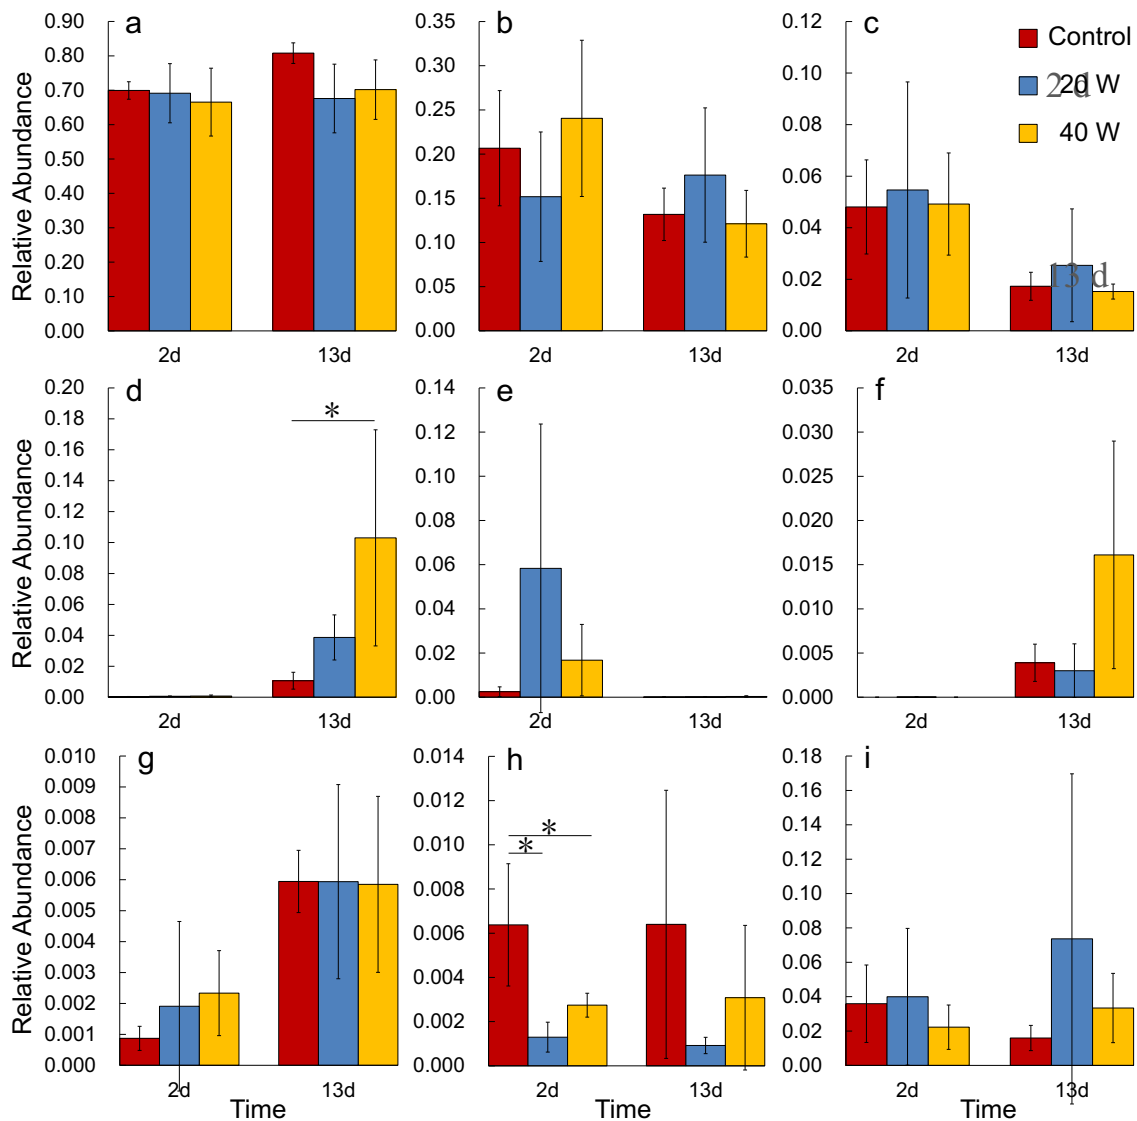 a
b
c
Relative Abundance
0.90
0.80
0.70
0.60
0.50
0.40
0.30
0.20
0.10
0.00
2d
13d
0.35
0.30
0.25
0.20
0.15
0.10
0.05
0.00
2d
13d
0.12
0.10
0.08
0.06
0.04
0.02
0.00
2d
13d
Control
20 W
40 W
2 d
13 d
d
e
f
Relative Abundance
0.20
0.18
0.16
0.14
0.12
0.10
0.08
0.06
0.04
0.02
0.00
*
2d
13d
0.14
0.12
0.10
0.08
0.06
0.04
0.02
0.00
2d
13d
0.035
0.030
0.025
0.020
0.015
0.010
0.005
0.000
2d
13d
g
h
i
Relative Abundance
0.010
0.009
0.008
0.007
0.006
0.005
0.004
0.003
0.002
0.001
0.000
2d
13d
Time
0.014
0.012
0.010
0.008
0.006
0.004
0.002
0.000
*
*
2d
13d
Time
0.18
0.16
0.14
0.12
0.10
0.08
0.06
0.04
0.02
0.00
2d
13d
Time